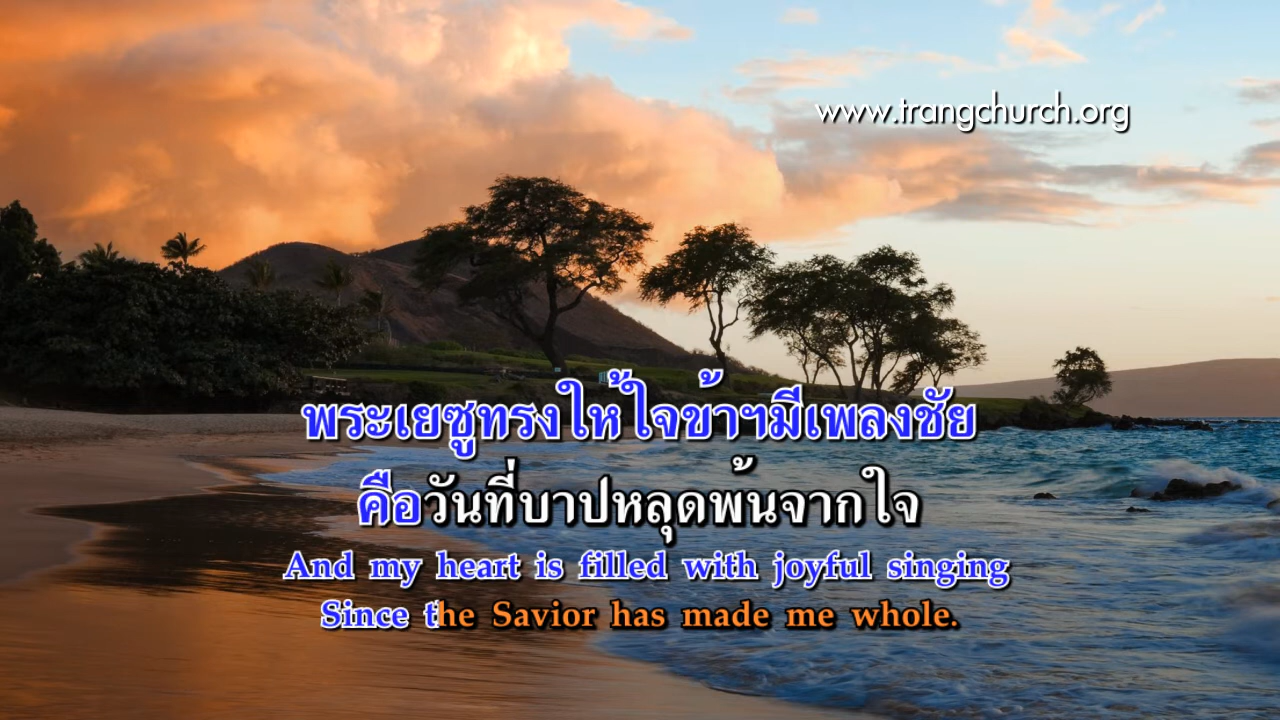 www.trangchurch.org
พระเยซูทรงให้ใจข้าฯมีเพลงชัย
คือวันที่บาปหลุดพ้นจากใจ
And my heart is filled with joyful singing
Since the Savior has made me whole.